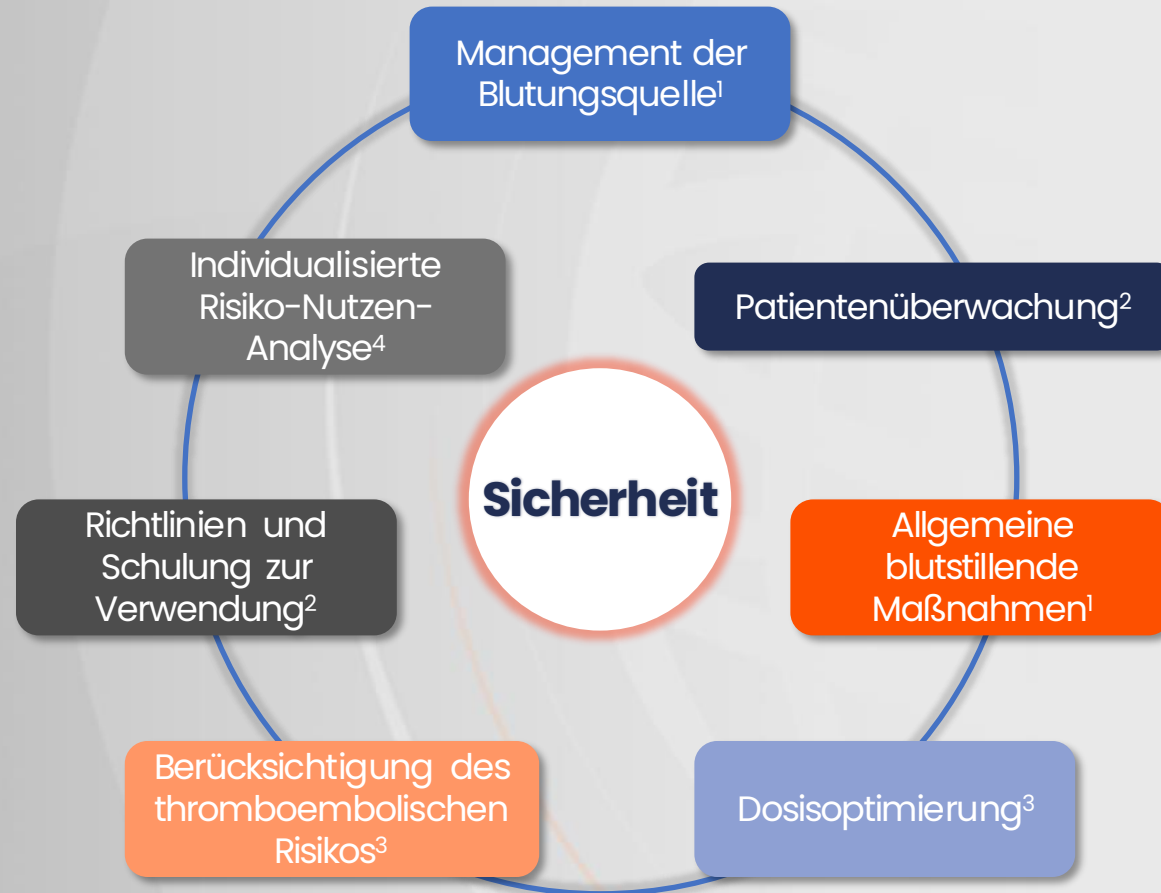 Management der
Blutungsquelle¹
Individualisierte
Risiko-Nutzen-
Analyse⁴
Patientenüberwachung²
Sicherheit
Richtlinien und
Schulung zur
Verwendung²
Allgemeine
blutstillende
Maßnahmen¹
Berücksichtigung des
thromboembolischen
Risikos³
Dosisoptimierung³